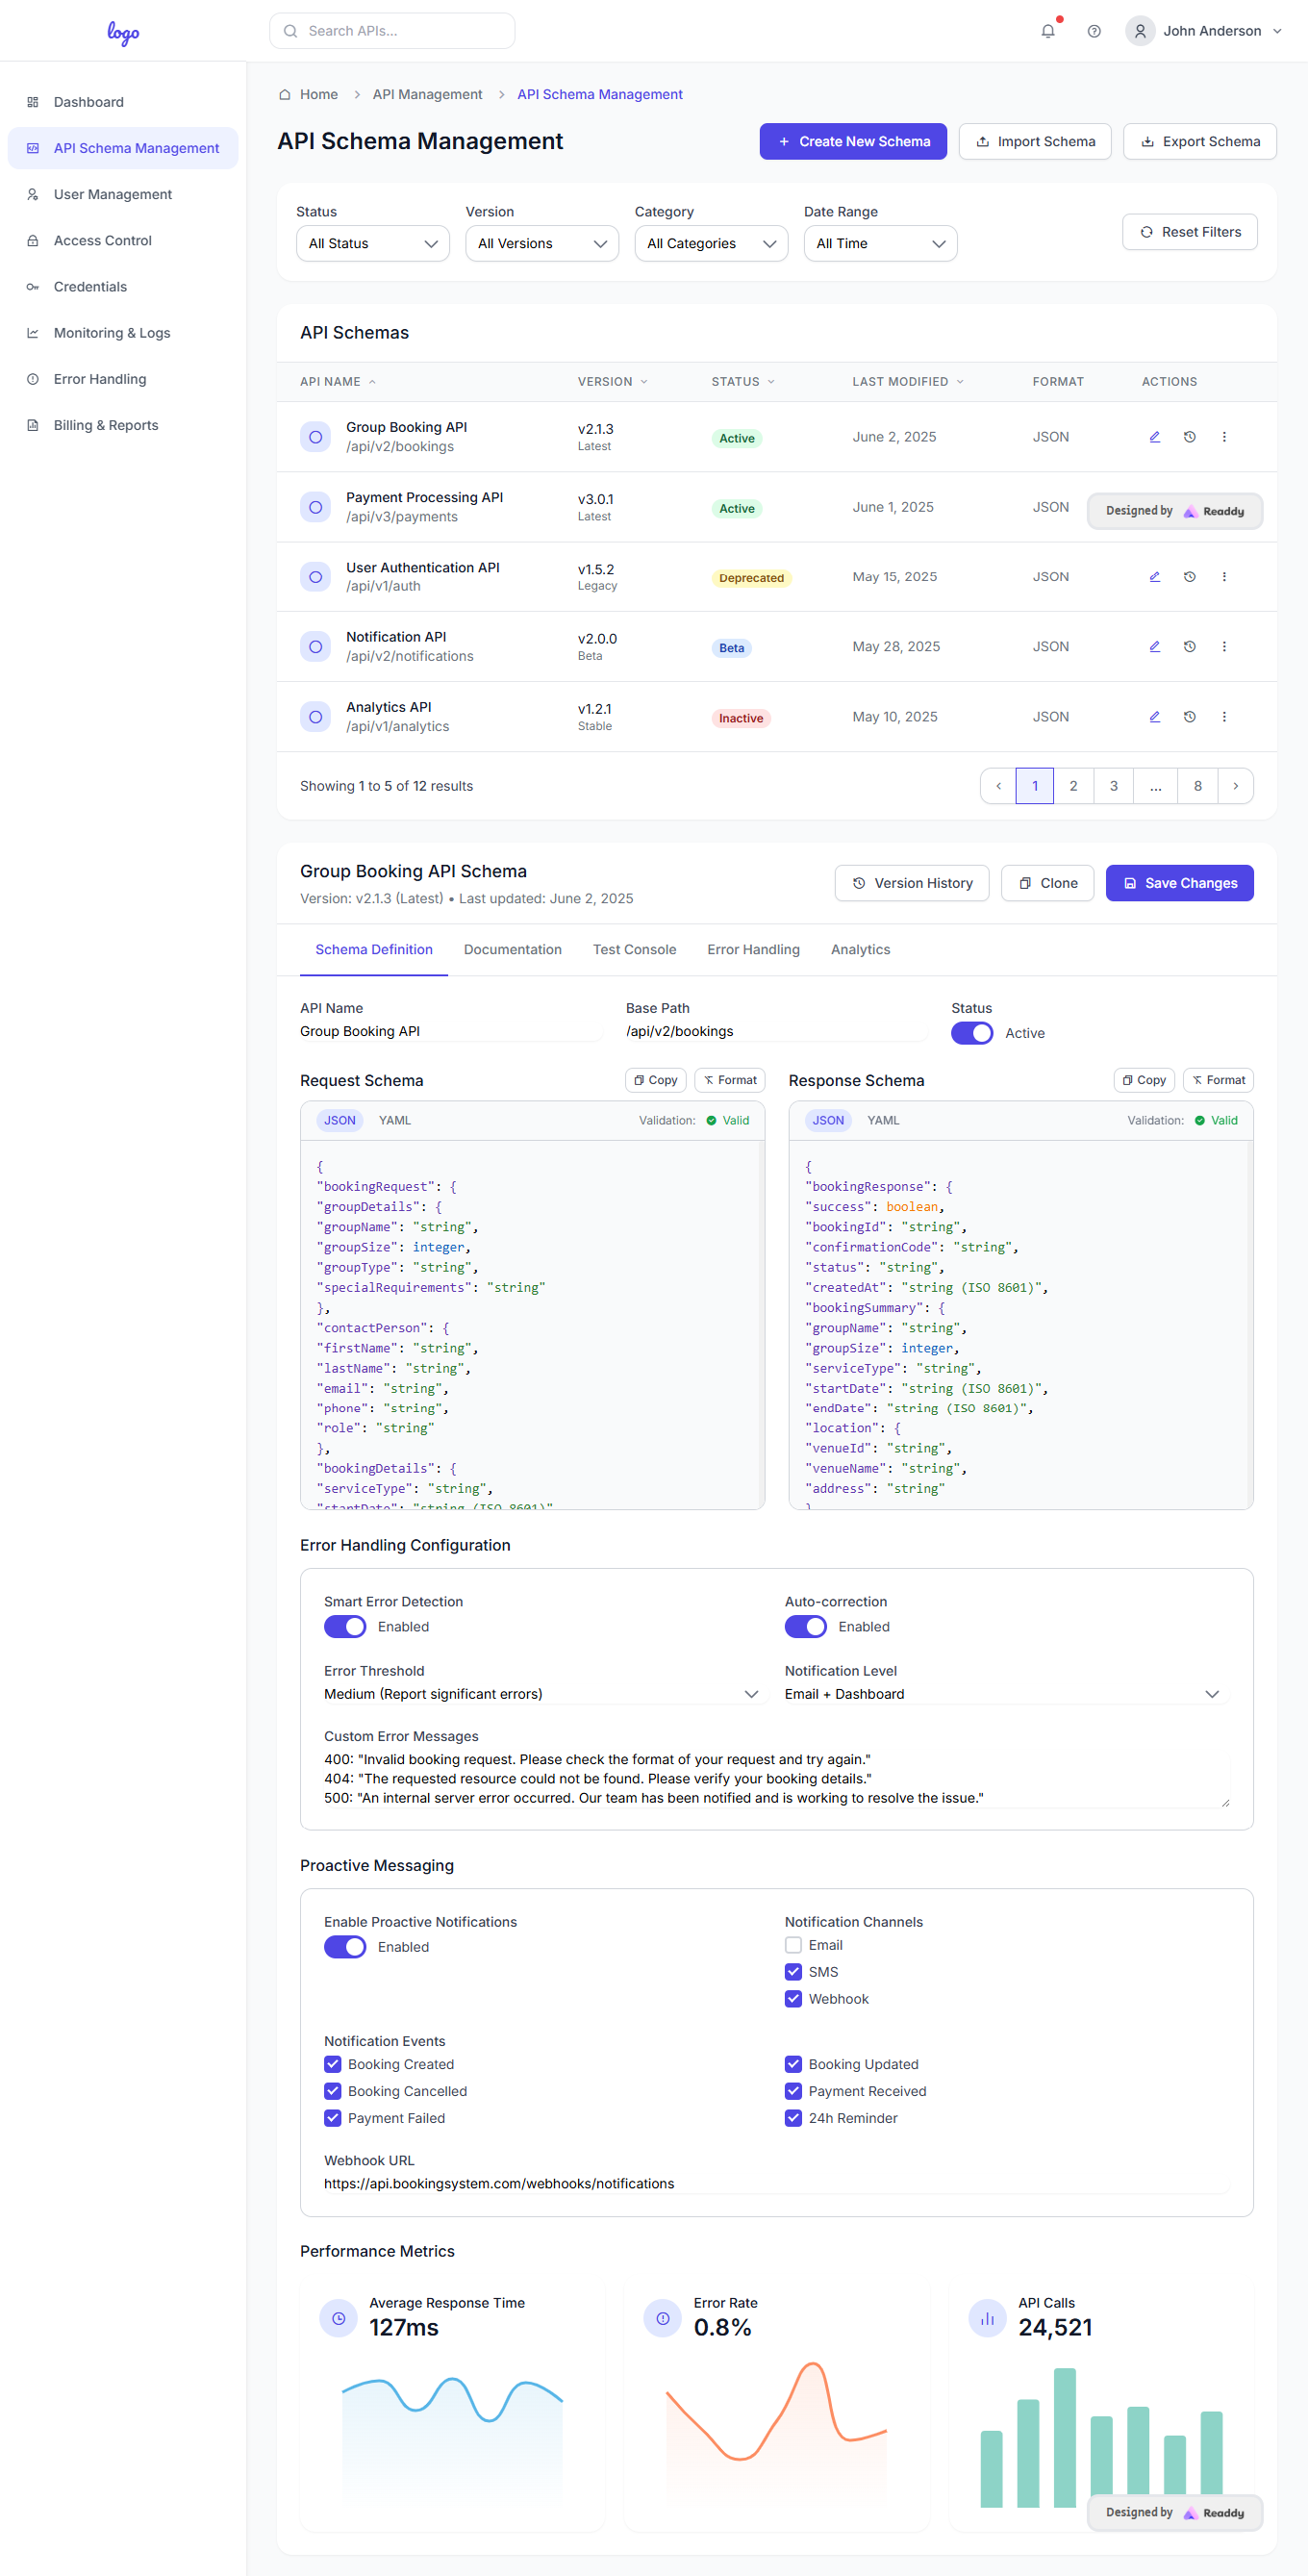 logo
Search APIs...
John Anderson
Dashboard
API Schema Management
User Management
Access Control
Credentials
Monitoring & Logs
Error Handling
Billing & Reports
Home > API Management > API Schema Management
API Schema Management
Create New Schema
Import Schema
Export Schema
Status
All Status
Version
All Versions
Category
All Categories
Date Range
All Time
Reset Filters
API Schemas
API NAME VERSION STATUS LAST MODIFIED FORMAT ACTIONS
Group Booking API
/api/v2/bookings
v2.1.3
Latest
Active
June 2, 2025
JSON
Payment Processing API
/api/v3/payments
v3.0.1
Latest
Active
June 1, 2025
JSON
Designed by Readdy
User Authentication API
/api/v1/auth
v1.5.2
Legacy
Deprecated
May 15, 2025
JSON
Notification API
/api/v2/notifications
v2.0.0
Beta
Beta
May 28, 2025
JSON
Analytics API
/api/v1/analytics
v1.2.1
Stable
Inactive
May 10, 2025
JSON
Showing 1 to 5 of 12 results
1 2 3 ... 8
Group Booking API Schema
Version: v2.1.3 (Latest) • Last updated: June 2, 2025
Version History
Clone
Save Changes
Schema Definition
Documentation
Test Console
Error Handling
Analytics
API Name
Group Booking API
Base Path
/api/v2/bookings
Status
Active
Request Schema
Copy
Format
JSON YAML Validation: Valid
{
"bookingRequest": {
"groupDetails": {
"groupName": "string",
"groupSize": integer,
"groupType": "string",
"specialRequirements": "string"
},
"contactPerson": {
"firstName": "string",
"lastName": "string",
"email": "string",
"phone": "string",
"role": "string"
},
"bookingDetails": {
"serviceType": "string",
"startDate": "string (ISO 8601)"
Response Schema
Copy
Format
JSON YAML Validation: Valid
{
"bookingResponse": {
"success": boolean,
"bookingId": "string",
"confirmationCode": "string",
"status": "string",
"createdAt": "string (ISO 8601)",
"bookingSummary": {
"groupName": "string",
"groupSize": integer,
"serviceType": "string",
"startDate": "string (ISO 8601)",
"endDate": "string (ISO 8601)",
"location": {
"venueId": "string",
"venueName": "string",
"address": "string"
}
Error Handling Configuration
Smart Error Detection
Enabled
Auto-correction
Enabled
Error Threshold
Medium (Report significant errors)
Notification Level
Email + Dashboard
Custom Error Messages
400: "Invalid booking request. Please check the format of your request and try again."
404: "The requested resource could not be found. Please verify your booking details."
500: "An internal server error occurred. Our team has been notified and is working to resolve the issue."
Proactive Messaging
Enable Proactive Notifications
Enabled
Notification Channels
Email
SMS
Webhook
Notification Events
Booking Created
Booking Updated
Booking Cancelled
Payment Received
Payment Failed
24h Reminder
Webhook URL
https://api.bookingsystem.com/webhooks/notifications
Performance Metrics
Average Response Time
127ms
Error Rate
0.8%
API Calls
24,521
Designed by Readdy